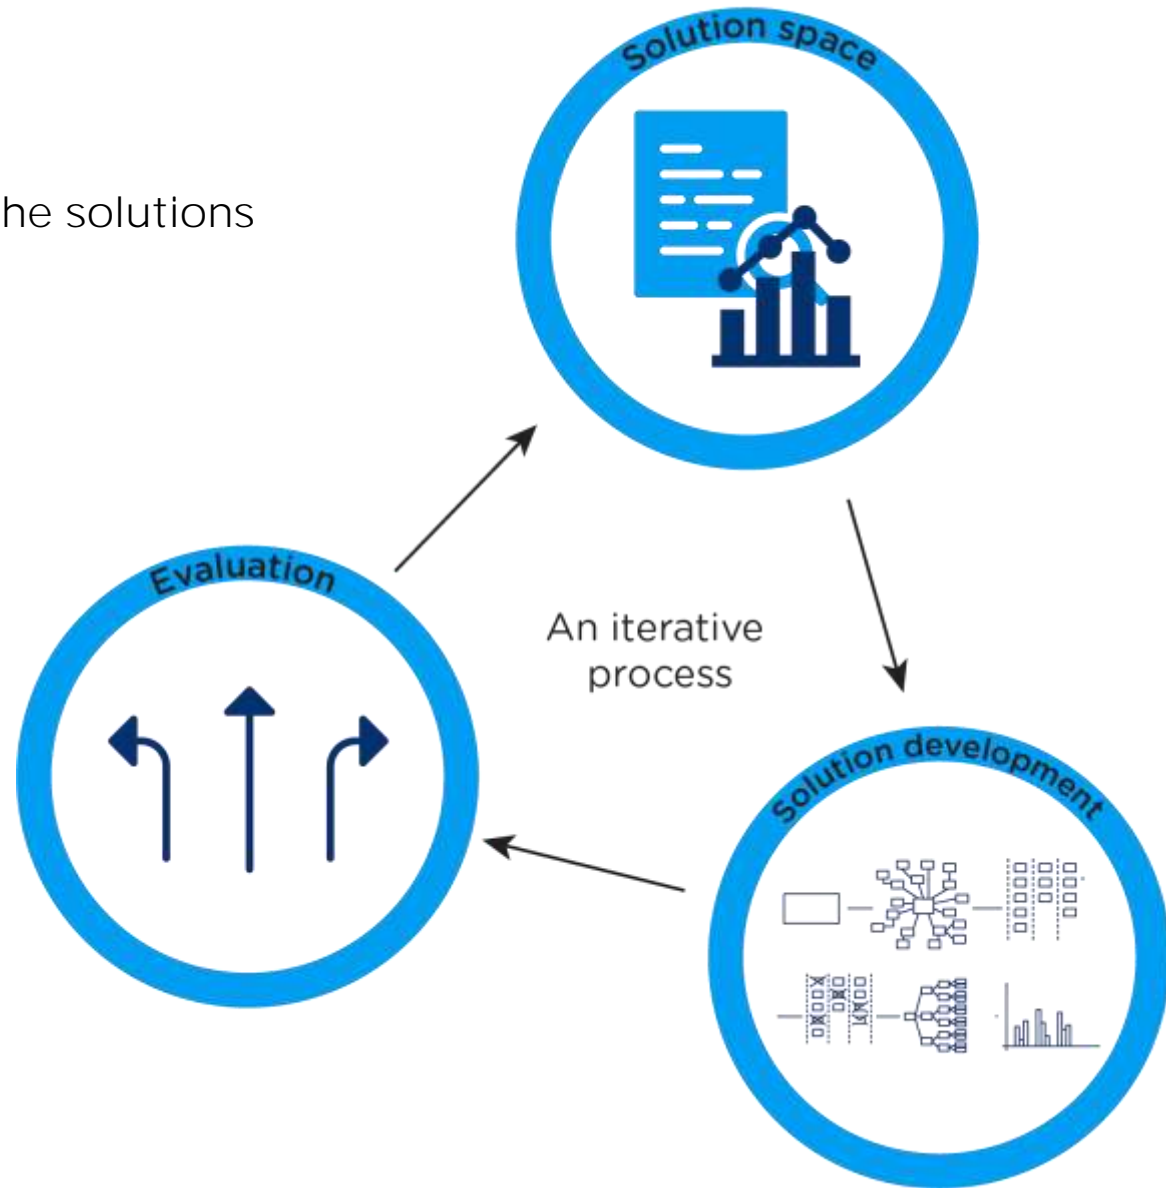 Solution space
he solutions
Evaluation
An iterative
process
Solution development